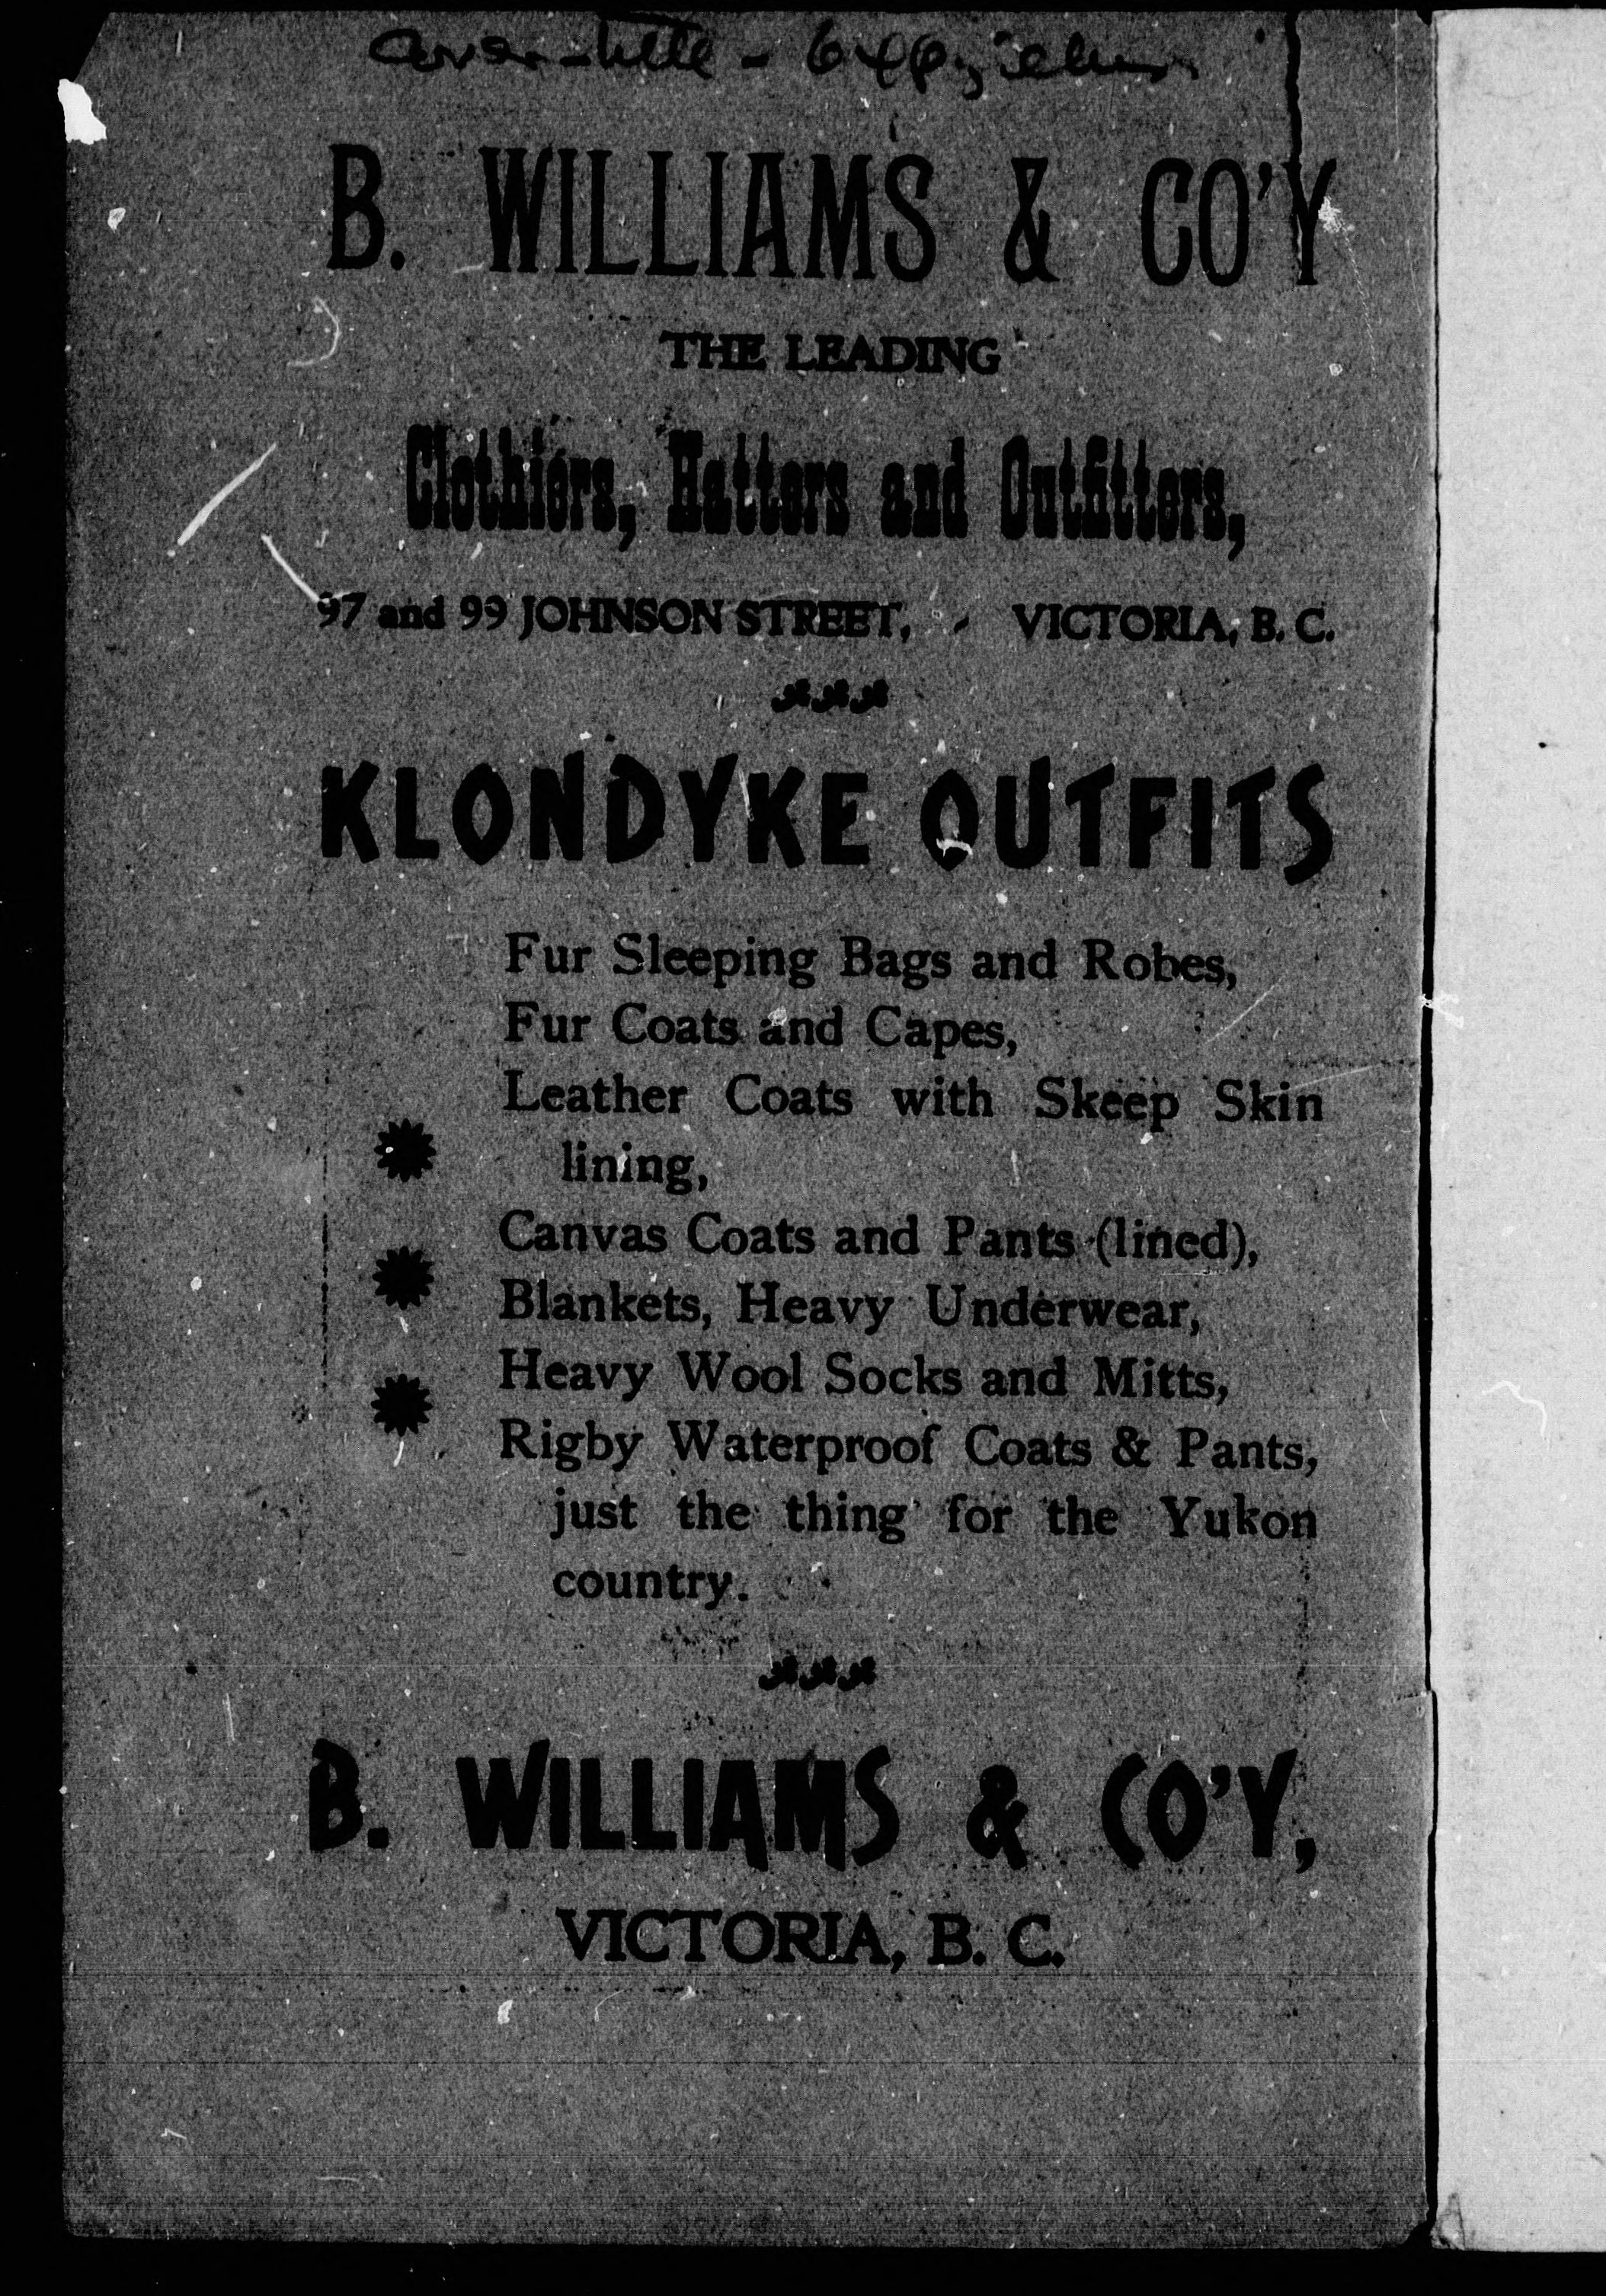 B. WILLIAMS & CO'Y
THE LEADING
Clothiers, Hatters and Outfitters,
97 and 99 JOHNSON STREET, - VICTORIA, B. C.
KLONDYKE OUTFITS
Fur Sleeping Bags and Robes,
Fur Coats and Capes,
Leather Coats with Skeep Skin
lining,
Canvas Coats and Pants (lined),
Blankets, Heavy Underwear,
Heavy Wool Socks and Mitts,
Rigby Waterproof Coats & Pants,
just the thing for the Yukon
country.
B. WILLIAMS & CO'Y,
VICTORIA, B. C.